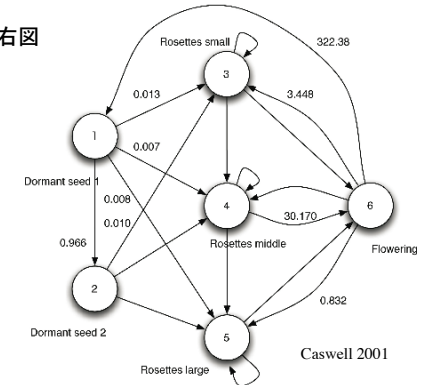 右図
Rosettes small
322.38
3
0.013
3.448
1
0.007
Dormant seed 1
0.008
4
6
0.010
30.170
Rosettes middle
0.966
Flowering
2
0.832
Dormant seed 2
5
Caswell 2001
Rosettes large